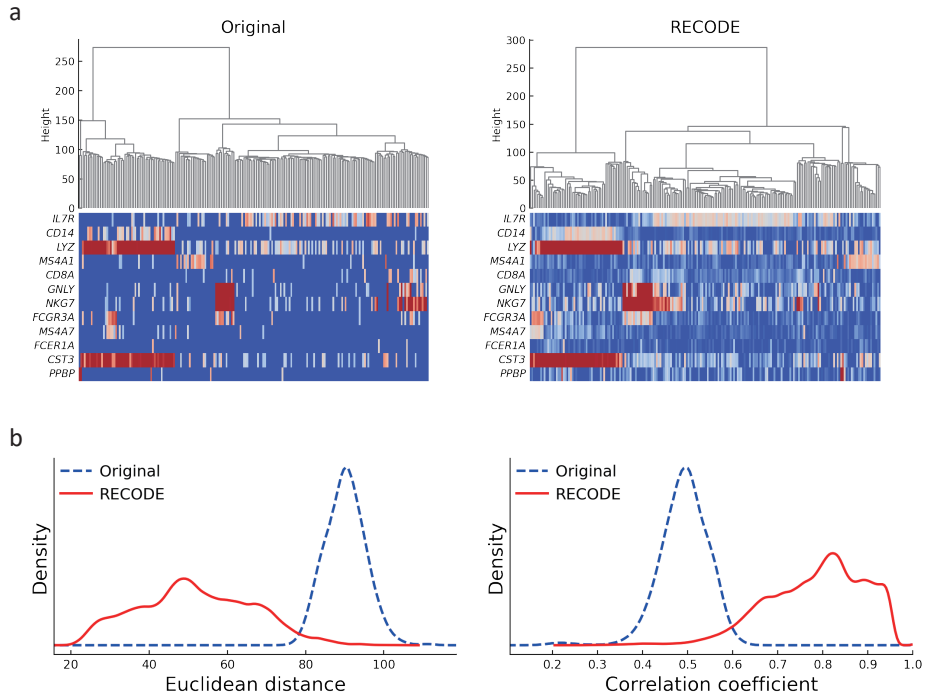 a
Original
RECODE
Height
250
200
150
100
50
0
Height
300
250
200
150
100
50
0
IL7R
CD14
LYZ
MS4A1
CD8A
GNLY
NKG7
FCGR3A
MS4A7
FCER1A
CST3
PPBP
IL7R
CD14
LYZ
MS4A1
CD8A
GNLY
NKG7
FCGR3A
MS4A7
FCER1A
CST3
PPBP
b
Density
Original
RECODE
20 40 60 80 100
Euclidean distance
Density
Original
RECODE
0.2 0.3 0.4 0.5 0.6 0.7 0.8 0.9 1.0
Correlation coefficient